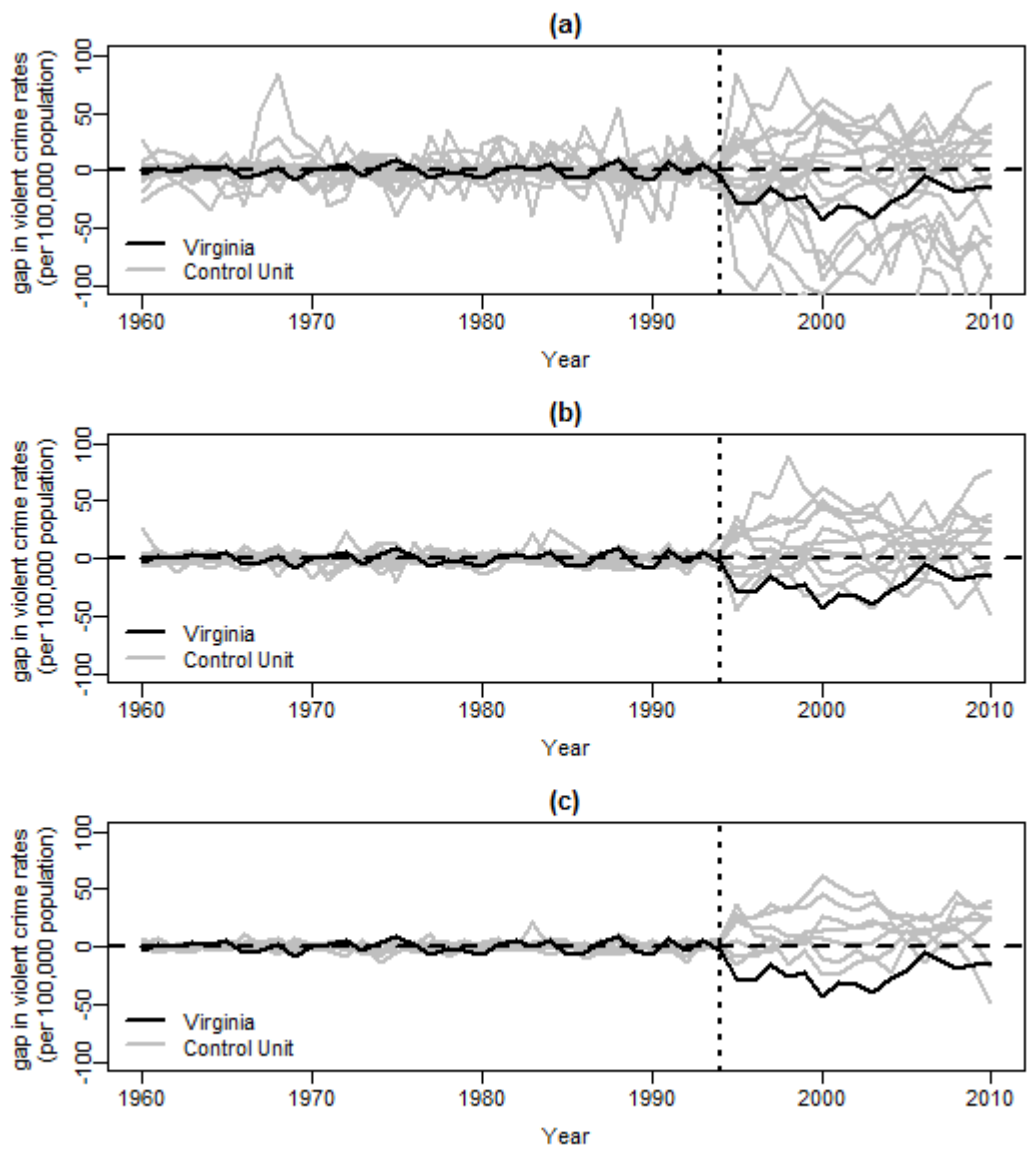 (a)
gap in violent crime rates
(per 100,000 population)
100
50
0
-50
-100
Virginia
Control Unit
1960 1970 1980 1990 2000 2010
Year
(b)
gap in violent crime rates
(per 100,000 population)
100
50
0
-50
-100
Virginia
Control Unit
1960 1970 1980 1990 2000 2010
Year
(c)
gap in violent crime rates
(per 100,000 population)
100
50
0
-50
-100
Virginia
Control Unit
1960 1970 1980 1990 2000 2010
Year